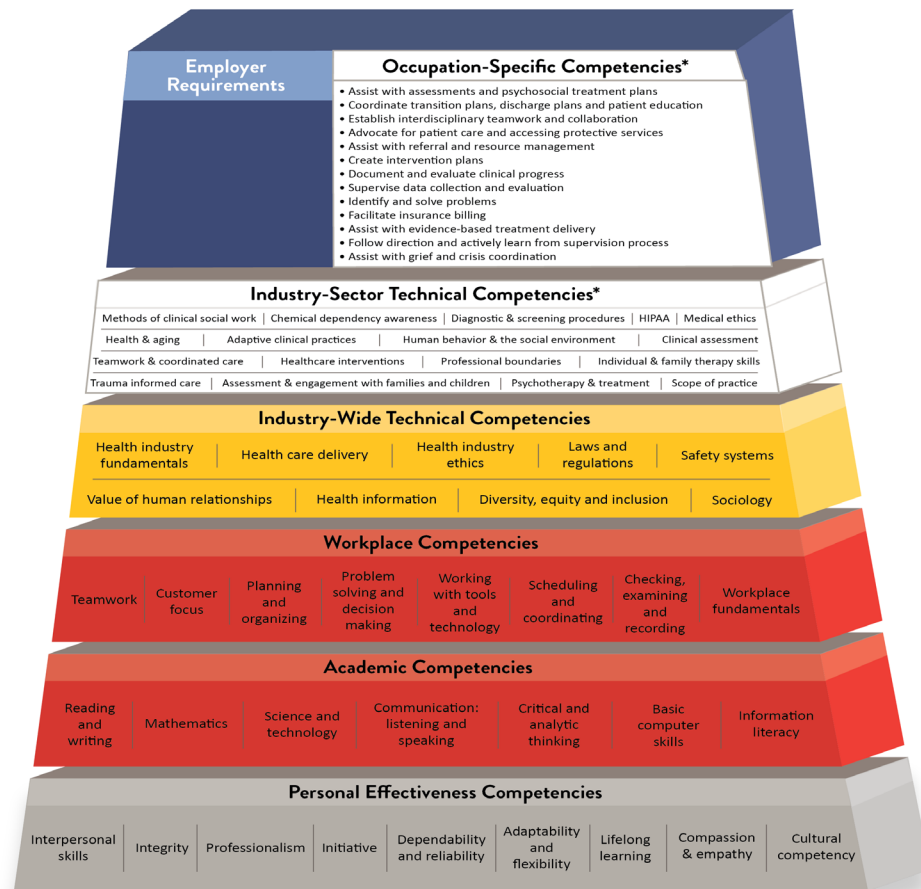 Employer
Requirements
Occupation-Specific Competencies*
• Assist with assessments and psychosocial treatment plans
• Coordinate transition plans, discharge plans and patient education
• Establish interdisciplinary teamwork and collaboration
• Advocate for patient care and accessing protective services
• Assist with referral and resource management
• Create intervention plans
• Document and evaluate clinical progress
• Supervise data collection and evaluation
• Identify and solve problems
• Facilitate insurance billing
• Assist with evidence-based treatment delivery
• Follow direction and actively learn from supervision process
• Assist with grief and crisis coordination
Industry-Sector Technical Competencies*
Methods of clinical social work | Chemical dependency awareness | Diagnostic & screening procedures | HIPAA | Medical ethics
Health & aging | Adaptive clinical practices | Human behavior & the social environment | Clinical assessment
Teamwork & coordinated care | Healthcare interventions | Professional boundaries | Individual & family therapy skills
Trauma informed care | Assessment & engagement with families and children | Psychotherapy & treatment | Scope of practice
Industry-Wide Technical Competencies
Health industry
fundamentals
Health care delivery
Health industry
ethics
Laws and
regulations
Safety systems
Value of human relationships | Health information | Diversity, equity and inclusion | Sociology
Workplace Competencies
Teamwork
Customer
focus
Planning
and
organizing
Problem
solving and
decision
making
Working
with tools
and
technology
Scheduling
and
coordinating
Checking,
examining
and
recording
Workplace
fundamentals
Academic Competencies
Reading
and
writing
Mathematics
Science and
technology
Communication:
listening and
speaking
Critical and
analytic
thinking
Basic
computer
skills
Information
literacy
Personal Effectiveness Competencies
Interpersonal
skills
Integrity
Professionalism
Initiative
Dependability
and reliability
Adaptability
and
flexibility
Lifelong
learning
Compassion
& empathy
Cultural
competency